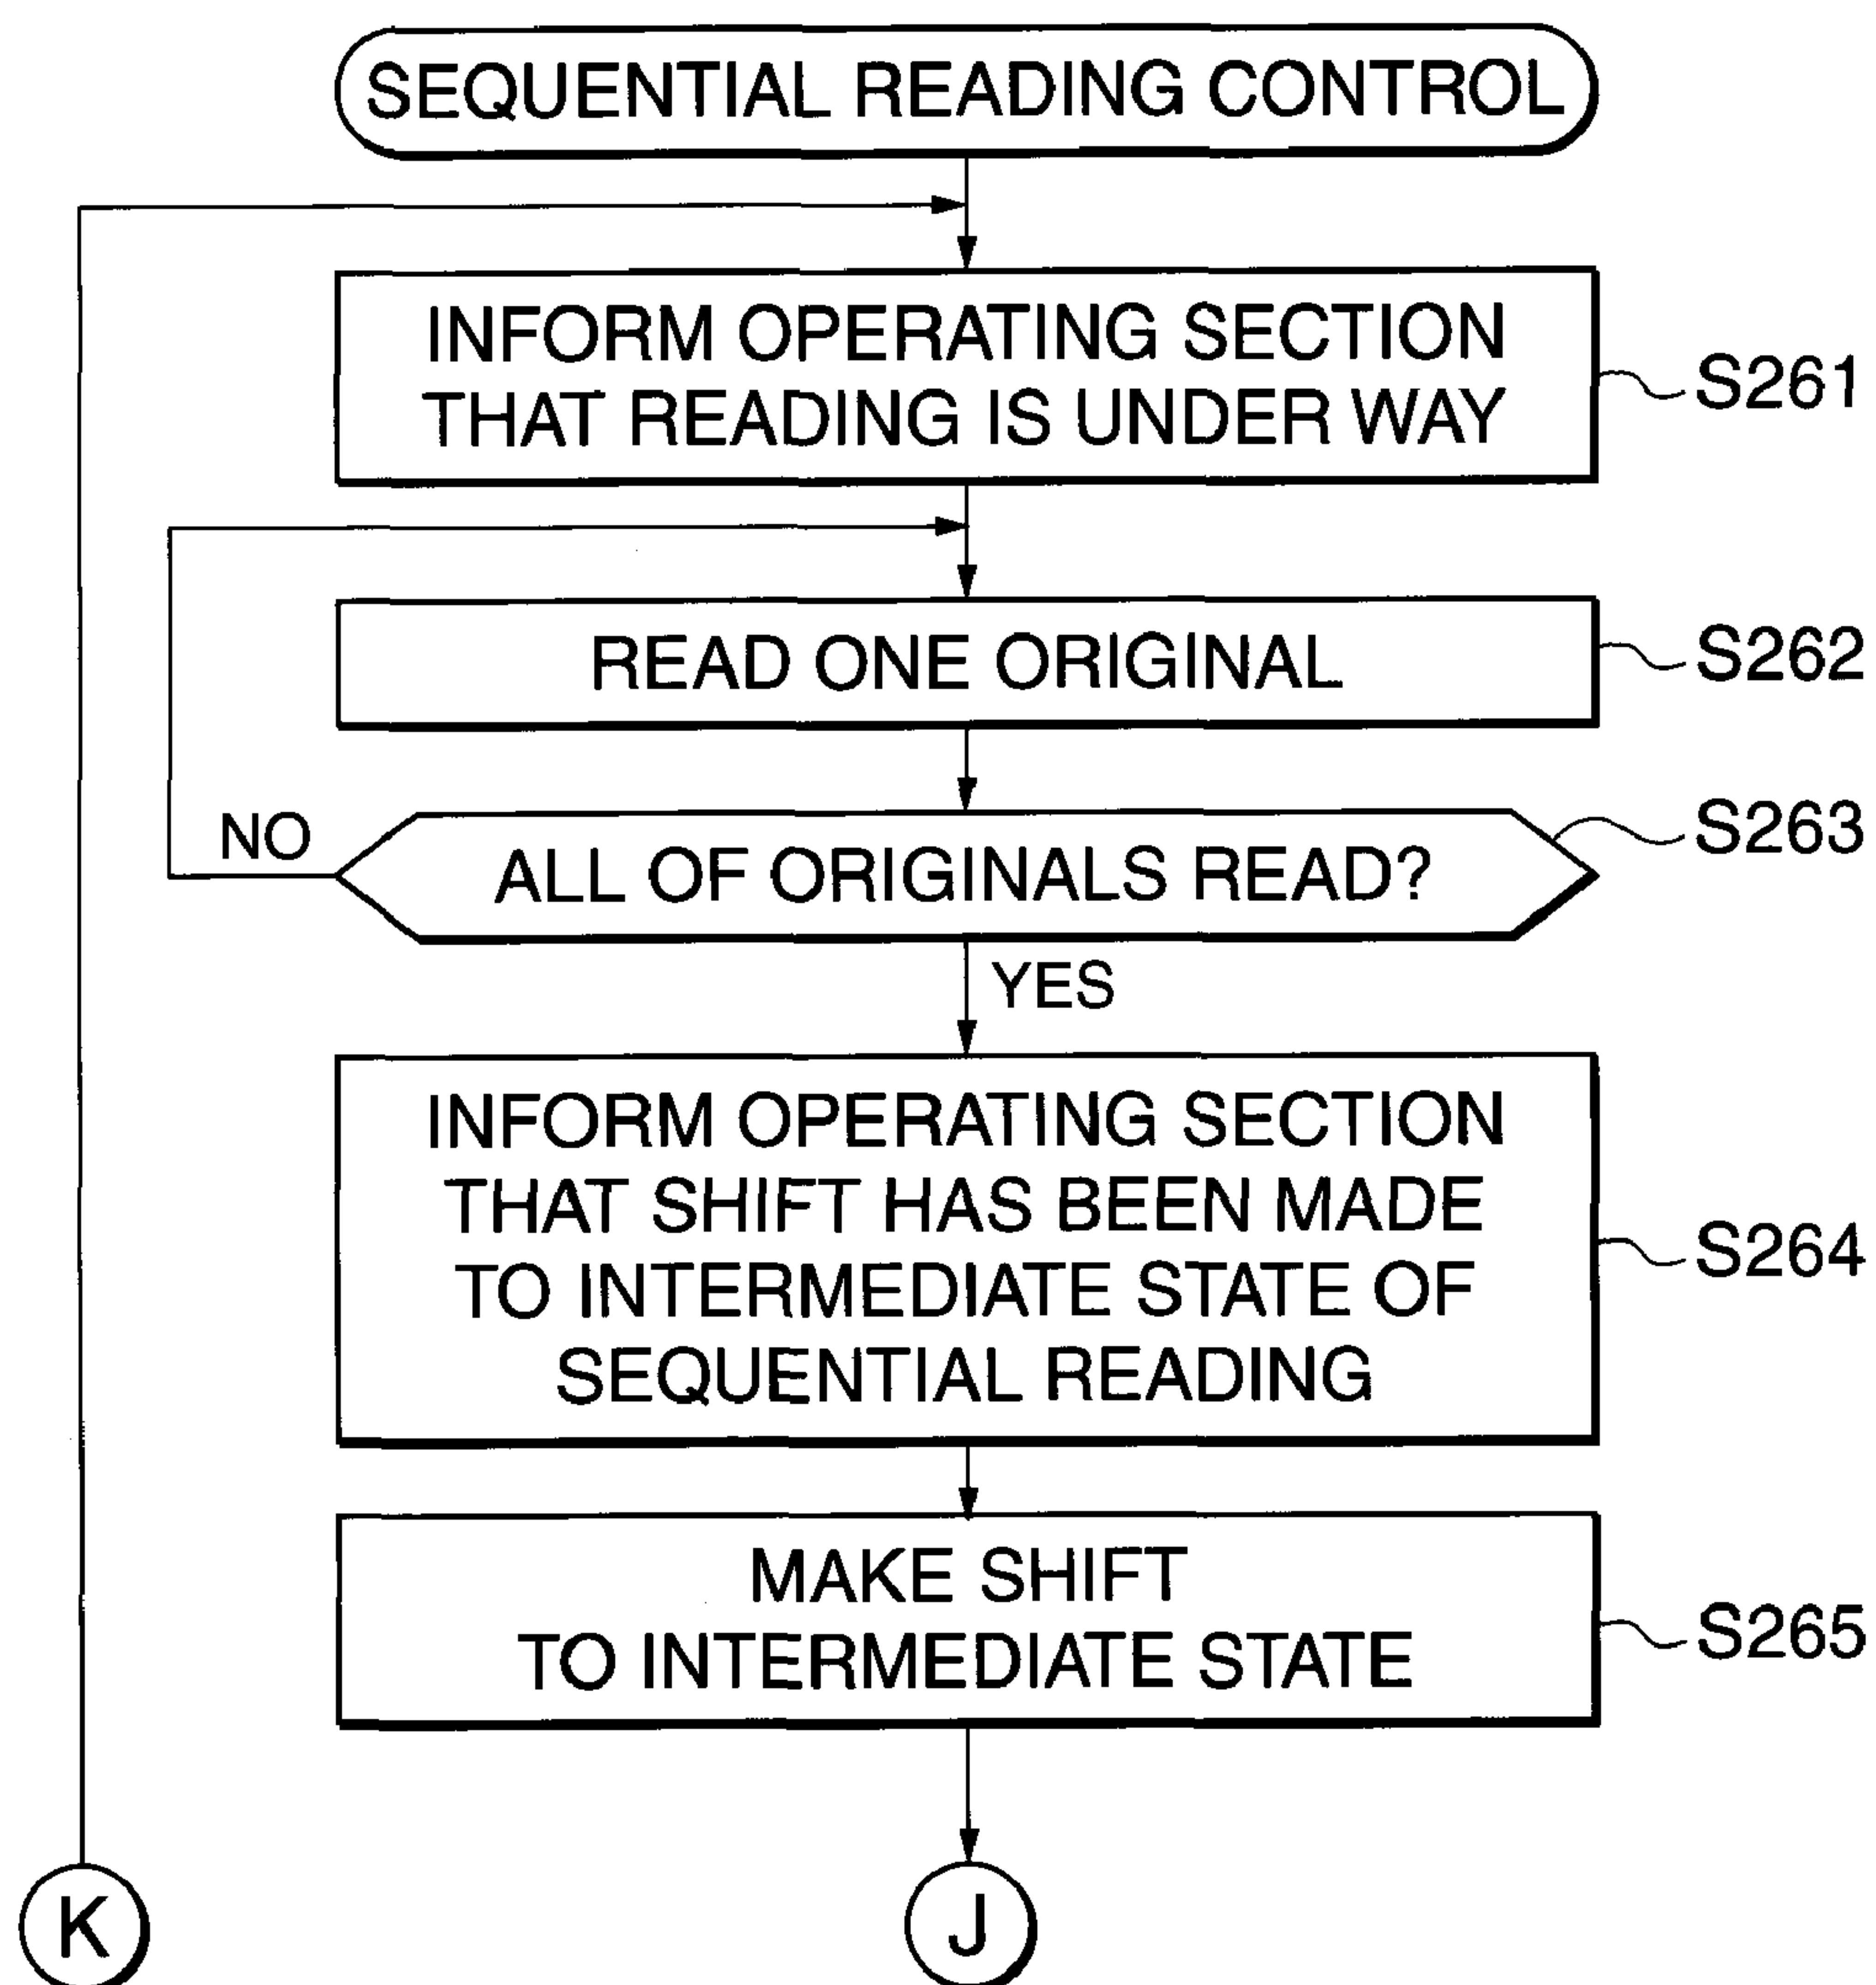 SEQUENTIAL READING CONTROL
INFORM OPERATING SECTION
THAT READING IS UNDER WAY
S261
READ ONE ORIGINAL
S262
NO
ALL OF ORIGINALS READ?
S263
YES
INFORM OPERATING SECTION
THAT SHIFT HAS BEEN MADE
TO INTERMEDIATE STATE OF
SEQUENTIAL READING
S264
MAKE SHIFT
TO INTERMEDIATE STATE
S265
K
J